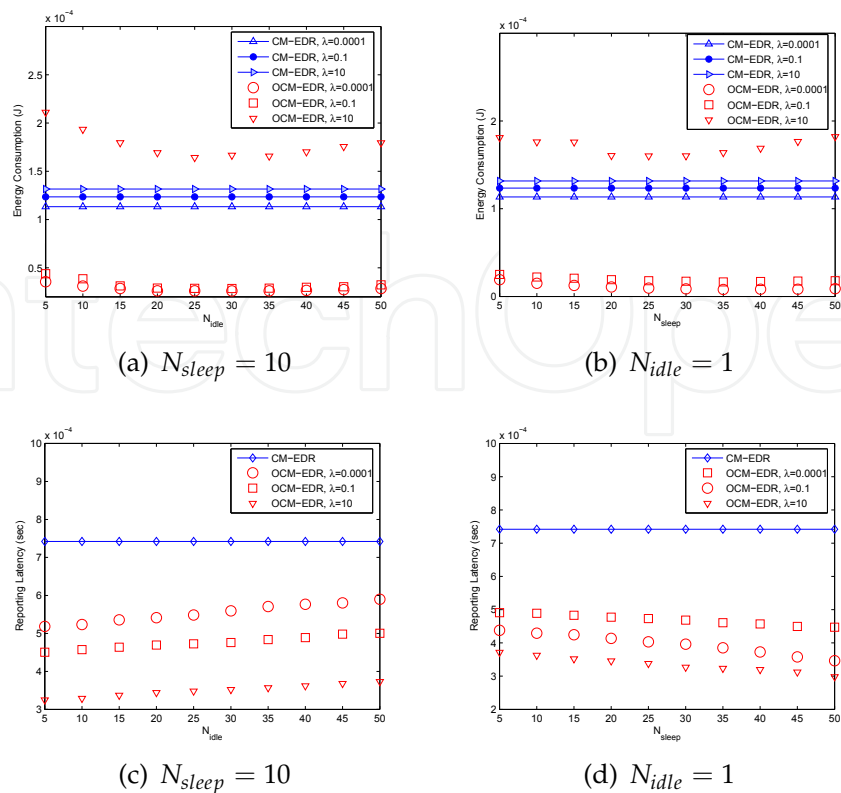 x 10⁻⁴
2.5
2
1.5
1
0.5
5 10 15 20 25 30 35 40 45 50
N_idle
Energy Consumption (J)
CM−EDR, λ=0.0001
CM−EDR, λ=0.1
CM−EDR, λ=10
OCM−EDR, λ=0.0001
OCM−EDR, λ=0.1
OCM−EDR, λ=10
(a) N_sleep = 10
x 10⁻⁴
2
1
0
5 10 15 20 25 30 35 40 45 50
N_sleep
Energy Consumption (J)
CM−EDR, λ=0.0001
CM−EDR, λ=0.1
CM−EDR, λ=10
OCM−EDR, λ=0.0001
OCM−EDR, λ=0.1
OCM−EDR, λ=10
(b) N_idle = 1
ntechOpe
x 10⁻⁴
10
9
8
7
6
5
4
3
5 10 15 20 25 30 35 40 45 50
N_idle
Reporting Latency (sec)
CM−EDR
OCM−EDR, λ=0.0001
OCM−EDR, λ=0.1
OCM−EDR, λ=10
(c) N_sleep = 10
x 10⁻⁴
10
9
8
7
6
5
4
3
2
5 10 15 20 25 30 35 40 45 50
N_sleep
Reporting Latency (sec)
CM−EDR
OCM−EDR, λ=0.0001
OCM−EDR, λ=0.1
OCM−EDR, λ=10
(d) N_idle = 1